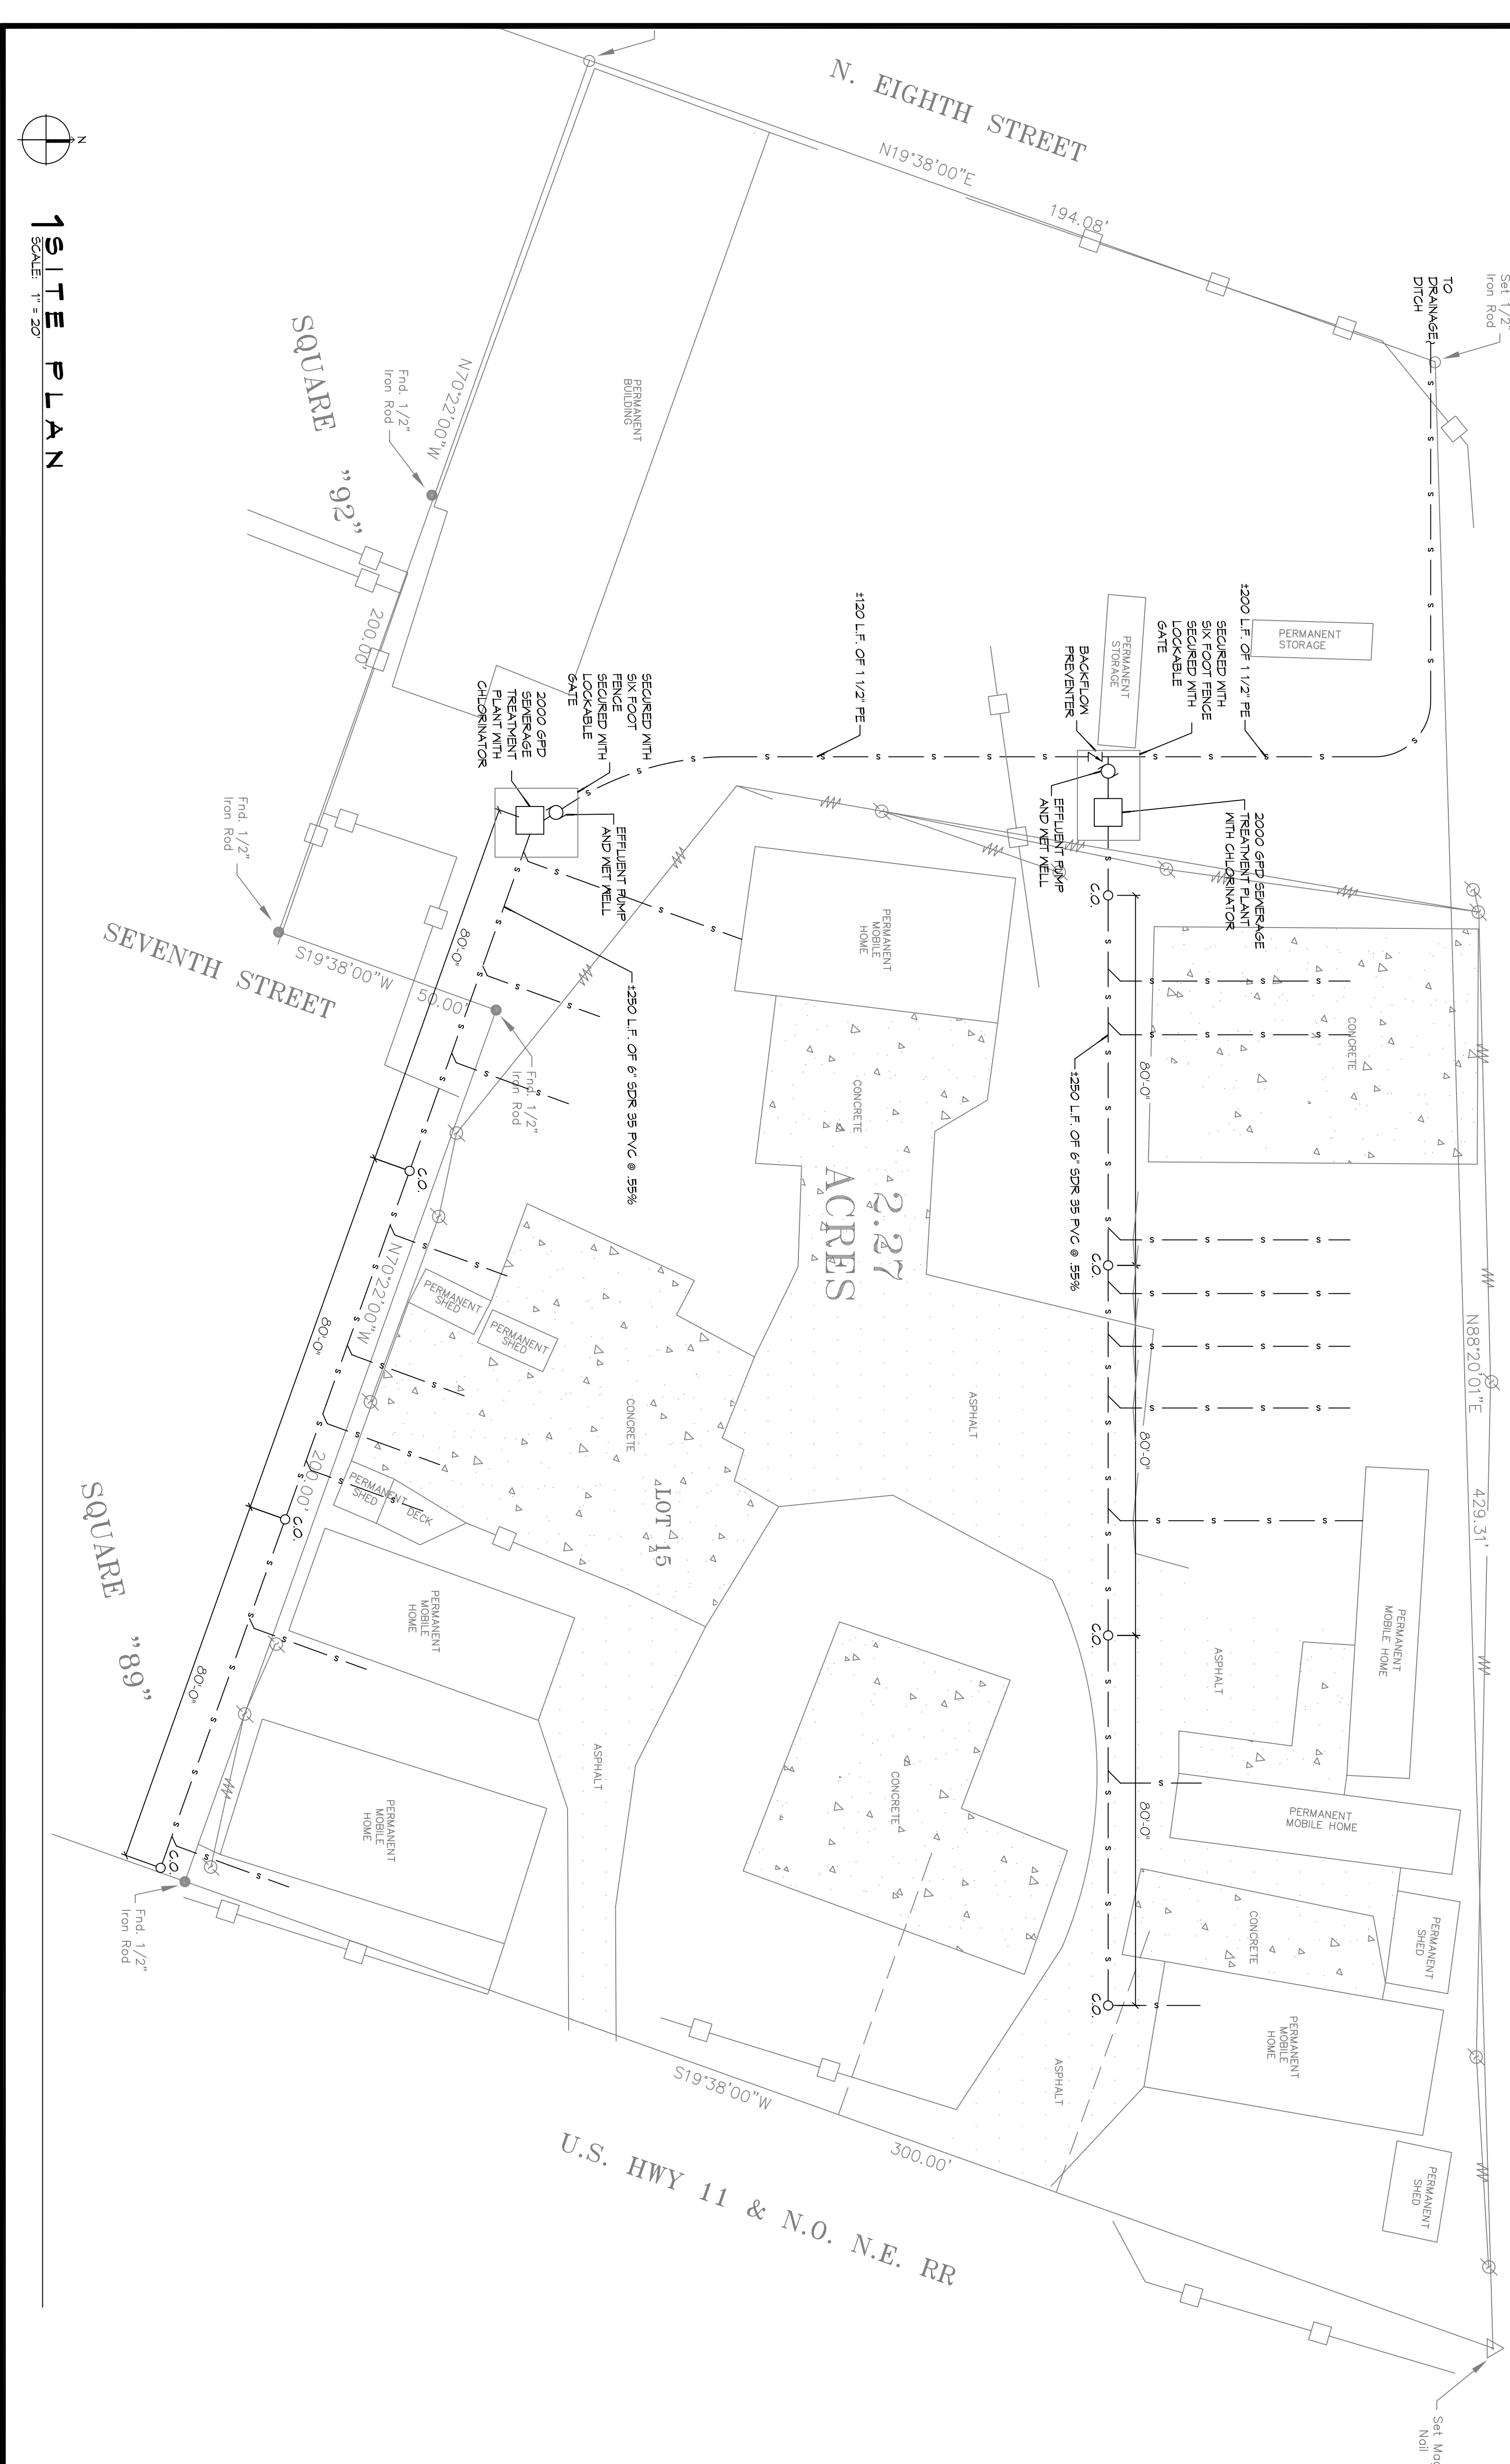 N. EIGHTH STREET
N19°38'00"E
194.08'
Set 1/2"
Iron Rod
TO
DRAINAGE
DITCH
N
1 SITE PLAN
SCALE: 1" = 20'
SQUARE "92"
N70°22'00"W
200.00'
Fnd. 1/2"
Iron Rod
PERMANENT
BUILDING
±120 L.F. OF 1 1/2" PE
±200 L.F. OF 1 1/2" PE
PERMANENT
STORAGE
PERMANENT
STORAGE
SECURED WITH
SIX FOOT FENCE
SECURED WITH
LOCKABLE
GATE
BACKFLOW
PREVENTER
SECURED WITH
SIX FOOT
FENCE
SECURED WITH
LOCKABLE
GATE
2000 GPD
SEWERAGE
TREATMENT
PLANT WITH
CHLORINATOR
EFFLUENT PUMP
AND WET WELL
EFFLUENT PUMP
AND WET WELL
2000 GPD SEWERAGE
TREATMENT PLANT
WITH CHLORINATOR
Fnd. 1/2"
Iron Rod
SEVENTH STREET
S19°38'00"W
50.00'
Fnd. 1/2"
Iron Rod
80'-0"
±250 L.F. OF 6" SDR 35 PVC @ .55%
PERMANENT
MOBILE
HOME
CONCRETE
C.O.
80'-0"
±250 L.F. OF 6" SDR 35 PVC @ .55%
CONCRETE
2.27
ACRES
C.O.
C.O.
N70°22'00"W
200.00'
80'-0"
PERMANENT
SHED
PERMANENT
SHED
CONCRETE
LOT 15
PERMANENT
SHED
DECK
ASPHALT
80'-0"
N88°20'01"E
429.31'
C.O.
C.O.
SQUARE "89"
PERMANENT
MOBILE
HOME
80'-0"
PERMANENT
MOBILE
HOME
ASPHALT
CONCRETE
80'-0"
ASPHALT
PERMANENT
MOBILE HOME
PERMANENT
MOBILE HOME
CONCRETE
PERMANENT
SHED
C.O.
C.O.
Fnd. 1/2"
Iron Rod
PERMANENT
MOBILE
HOME
ASPHALT
PERMANENT
SHED
S19°38'00"W
300.00'
U.S. HWY 11 & N.O. N.E. RR
Set
Nail